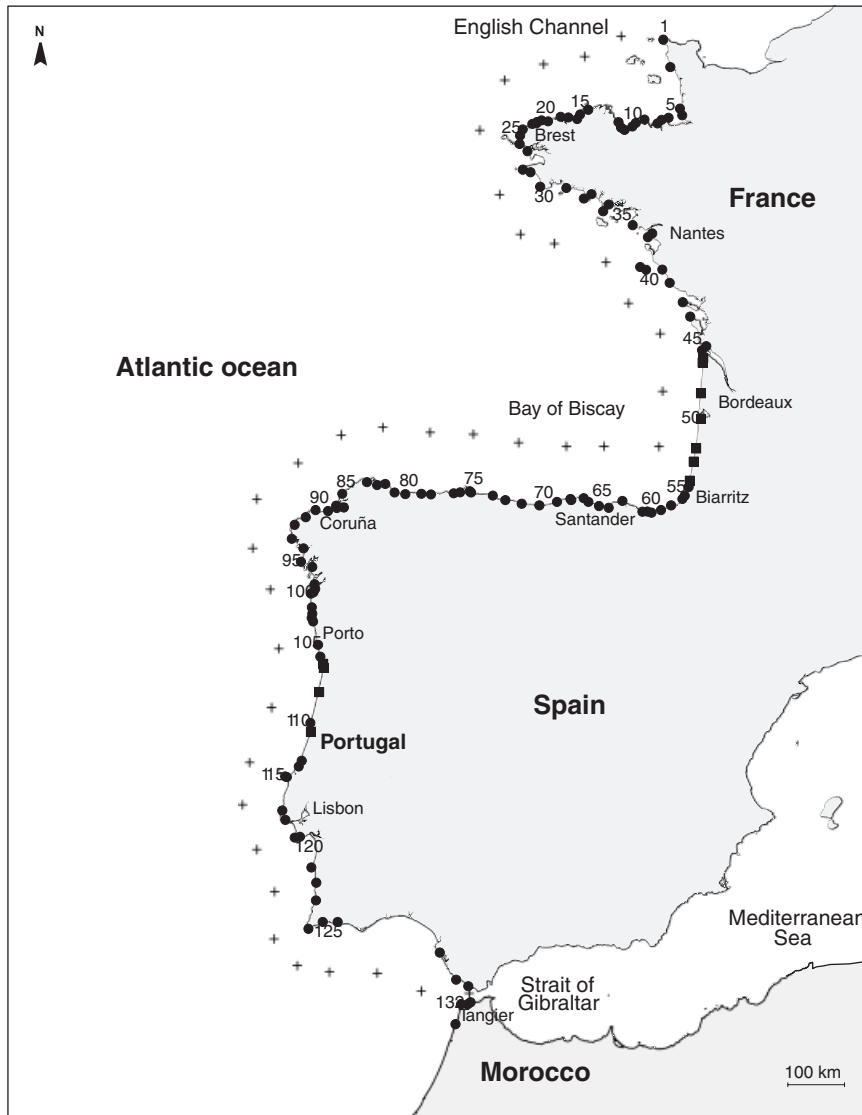 English Channel
1
N
5
10
15
20
25
Brest
30
France
35
Nantes
40
45
Atlantic ocean
Bordeaux
Bay of Biscay
50
55
Biarritz
60
65
Santander
70
75
80
85
90
Coruña
95
100
105
Porto
Spain
110
Portugal
115
Lisbon
120
125
Mediterranean
Sea
Strait of
Gibraltar
132
Tangier
Morocco
100 km